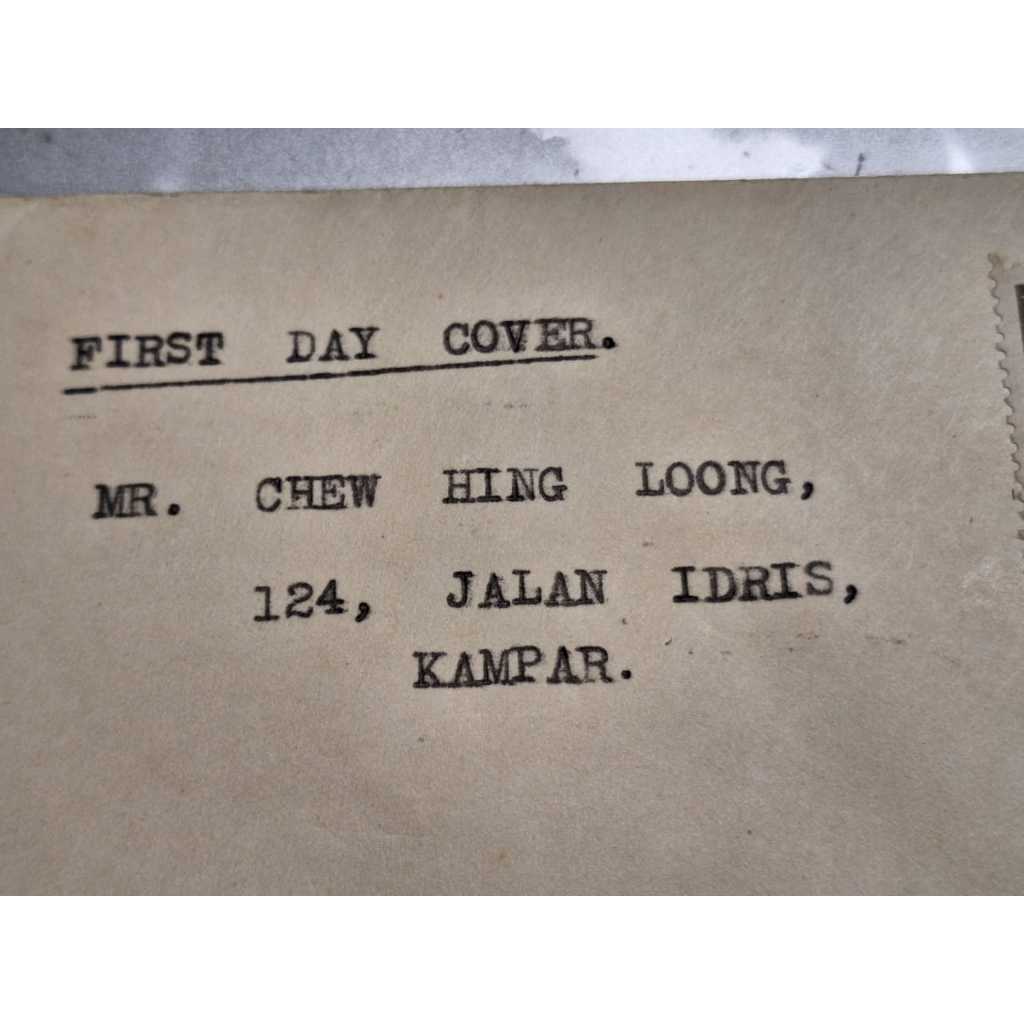 FIRST DAY COVER.
MR. CHEW HING LOONG,
124, JALAN IDRIS,
KAMPAR.